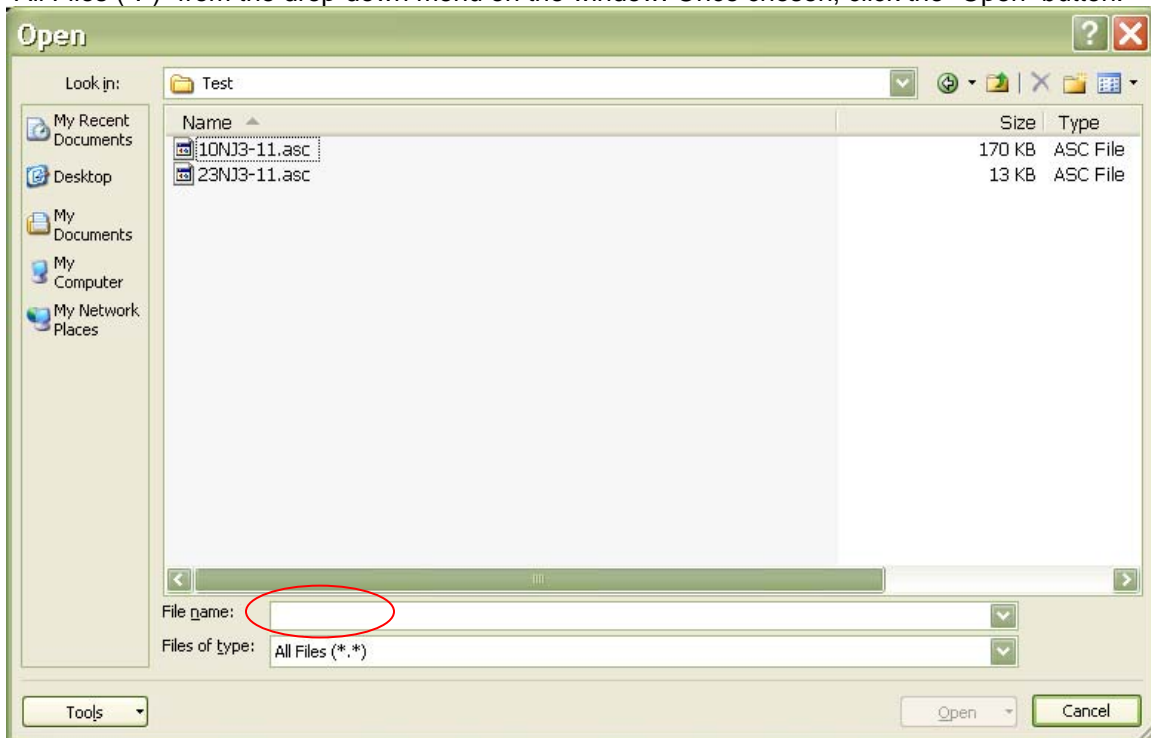 Open
Look in: Test
Name Size Type
10NJ3-11.asc 170 KB ASC File
23NJ3-11.asc 13 KB ASC File
My Recent
Documents
Desktop
My
Documents
My
Computer
My Network
Places
File name:
Files of type: All Files (*.*)
Tools Open Cancel